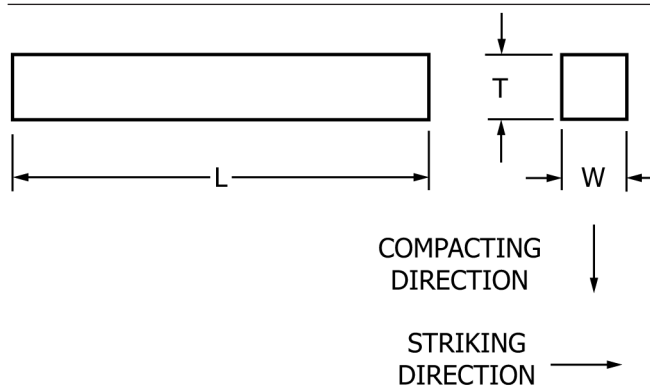 T
L
W
COMPACTING
DIRECTION
STRIKING
DIRECTION